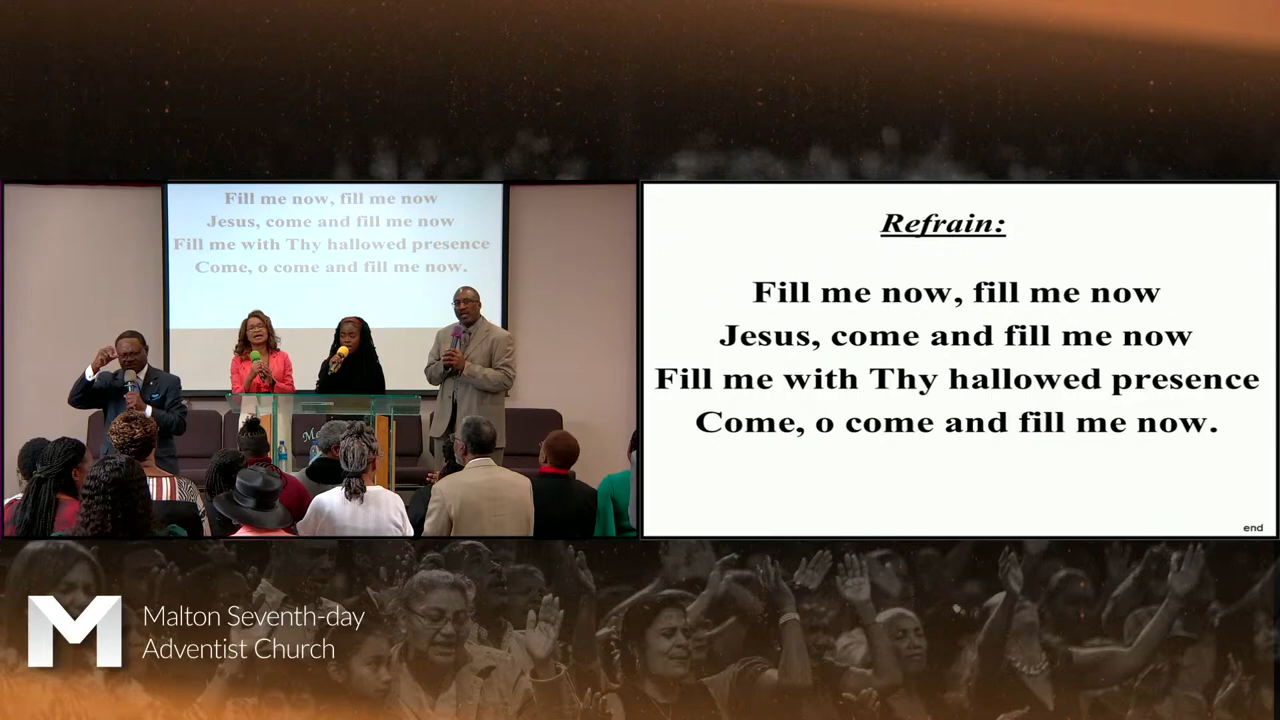 Fill me now, fill me now
Jesus, come and fill me now
Fill me with Thy hallowed presence
Come, o come and fill me now.
Refrain:
Fill me now, fill me now
Jesus, come and fill me now
Fill me with Thy hallowed presence
Come, o come and fill me now.
end
M
Malton Seventh-day
Adventist Church